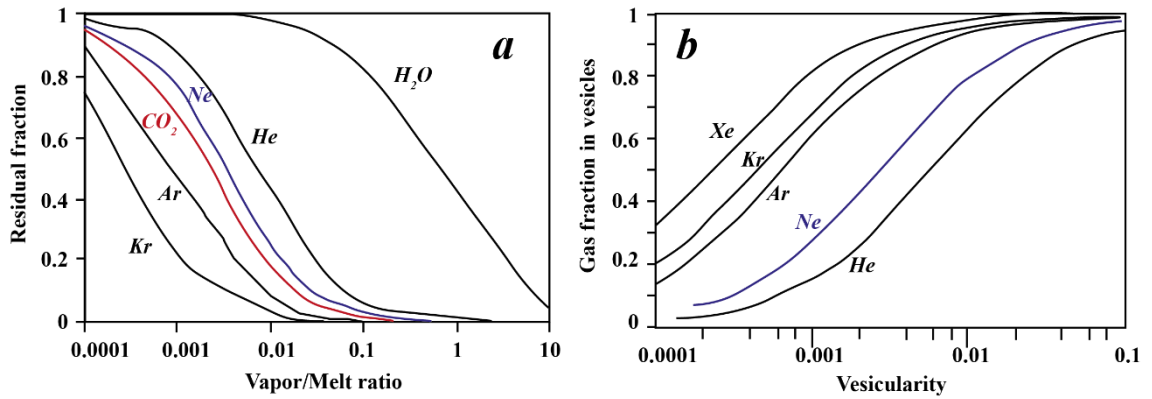 a
1
0.8
0.6
0.4
0.2
0
Residual fraction
H₂O
Ne
CO₂
He
Ar
Kr
0.0001 0.001 0.01 0.1 1 10
Vapor/Melt ratio
b
1
0.8
0.6
0.4
0.2
0
Gas fraction in vesicles
Xe
Kr
Ar
Ne
He
0.0001 0.001 0.01 0.1
Vesicularity